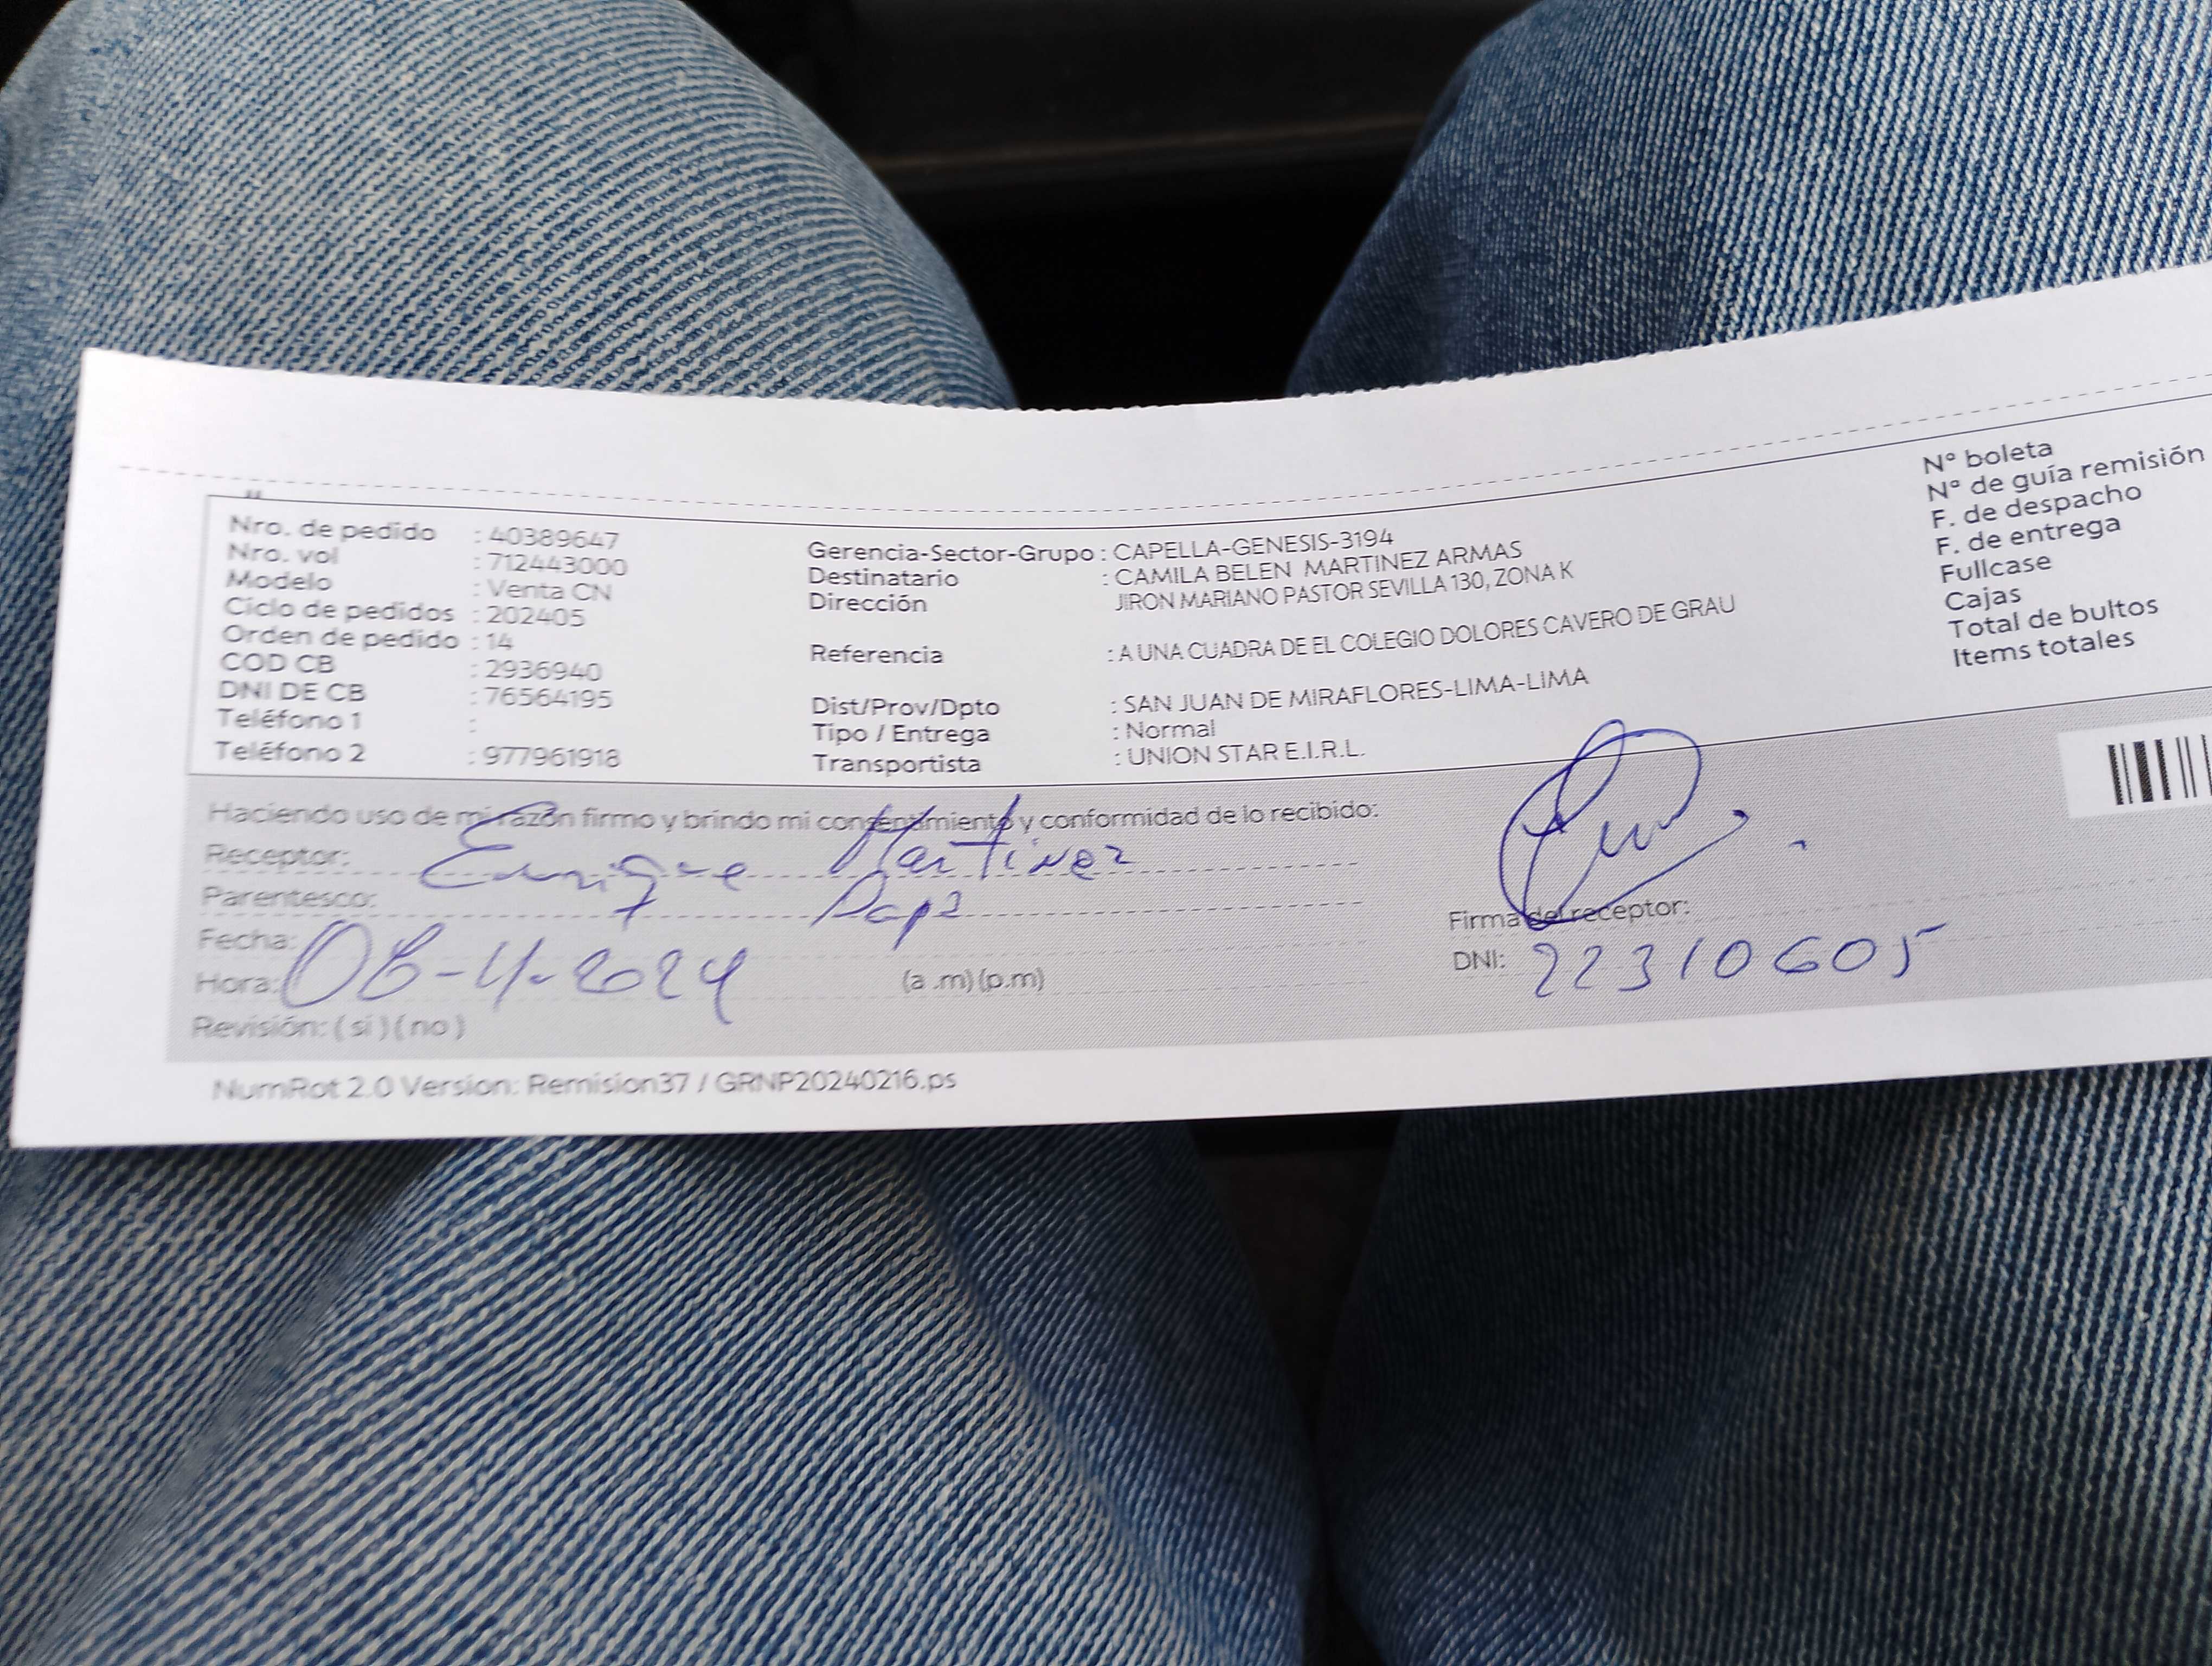 Nro. de pedido : 40389647
Nro. vol : 712443000
Modelo : Venta CN
Ciclo de pedidos : 202405
Orden de pedido : 14
COD CB : 2936940
DNI DE CB : 76564195
Teléfono 1 :
Teléfono 2 : 977961918
Gerencia-Sector-Grupo : CAPELLA-GENESIS-3194
Destinatario : CAMILA BELEN MARTINEZ ARMAS
Dirección JIRON MARIANO PASTOR SEVILLA 130, ZONA K
Referencia : A UNA CUADRA DE EL COLEGIO DOLORES CAVERO DE GRAU
Dist/Prov/Dpto : SAN JUAN DE MIRAFLORES-LIMA-LIMA
Tipo / Entrega : Normal
Transportista : UNION STAR E.I.R.L.
N° boleta
N° de guía remisión
F. de despacho
F. de entrega
Fullcase
Cajas
Total de bultos
Items totales
Haciendo uso de mi razón firmo y brindo mi consentimiento y conformidad de lo recibido:
Receptor: Enrique Martinez
Parentesco: Papá
Fecha: 08-4-2024
Hora: (a .m) (p.m)
Revisión: ( si ) ( no )
Firma del receptor:
DNI: 22310605
NumRot 2.0 Version: Remision37 / GRNP20240216.ps